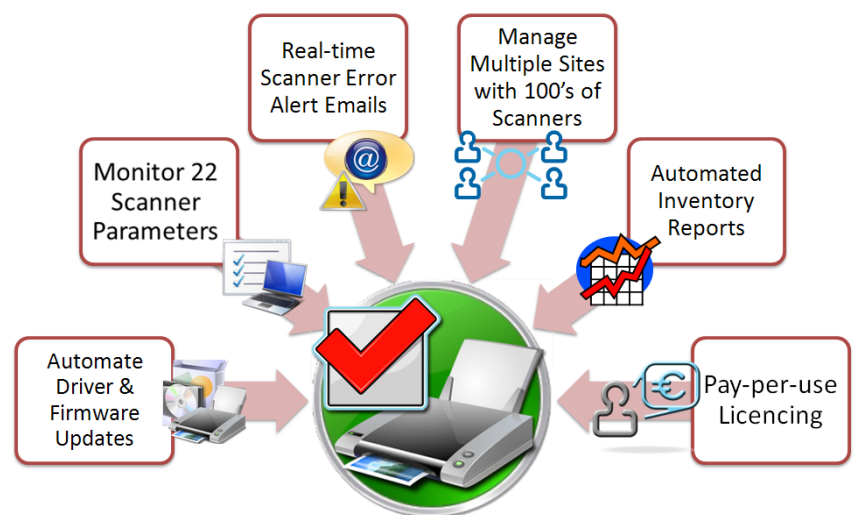 Real-time
Scanner Error
Alert Emails
Manage
Multiple Sites
with 100's of
Scanners
Monitor 22
Scanner
Parameters
@
!
Automated
Inventory
Reports
Automate
Driver &
Firmware
Updates
€
Pay-per-use
Licencing